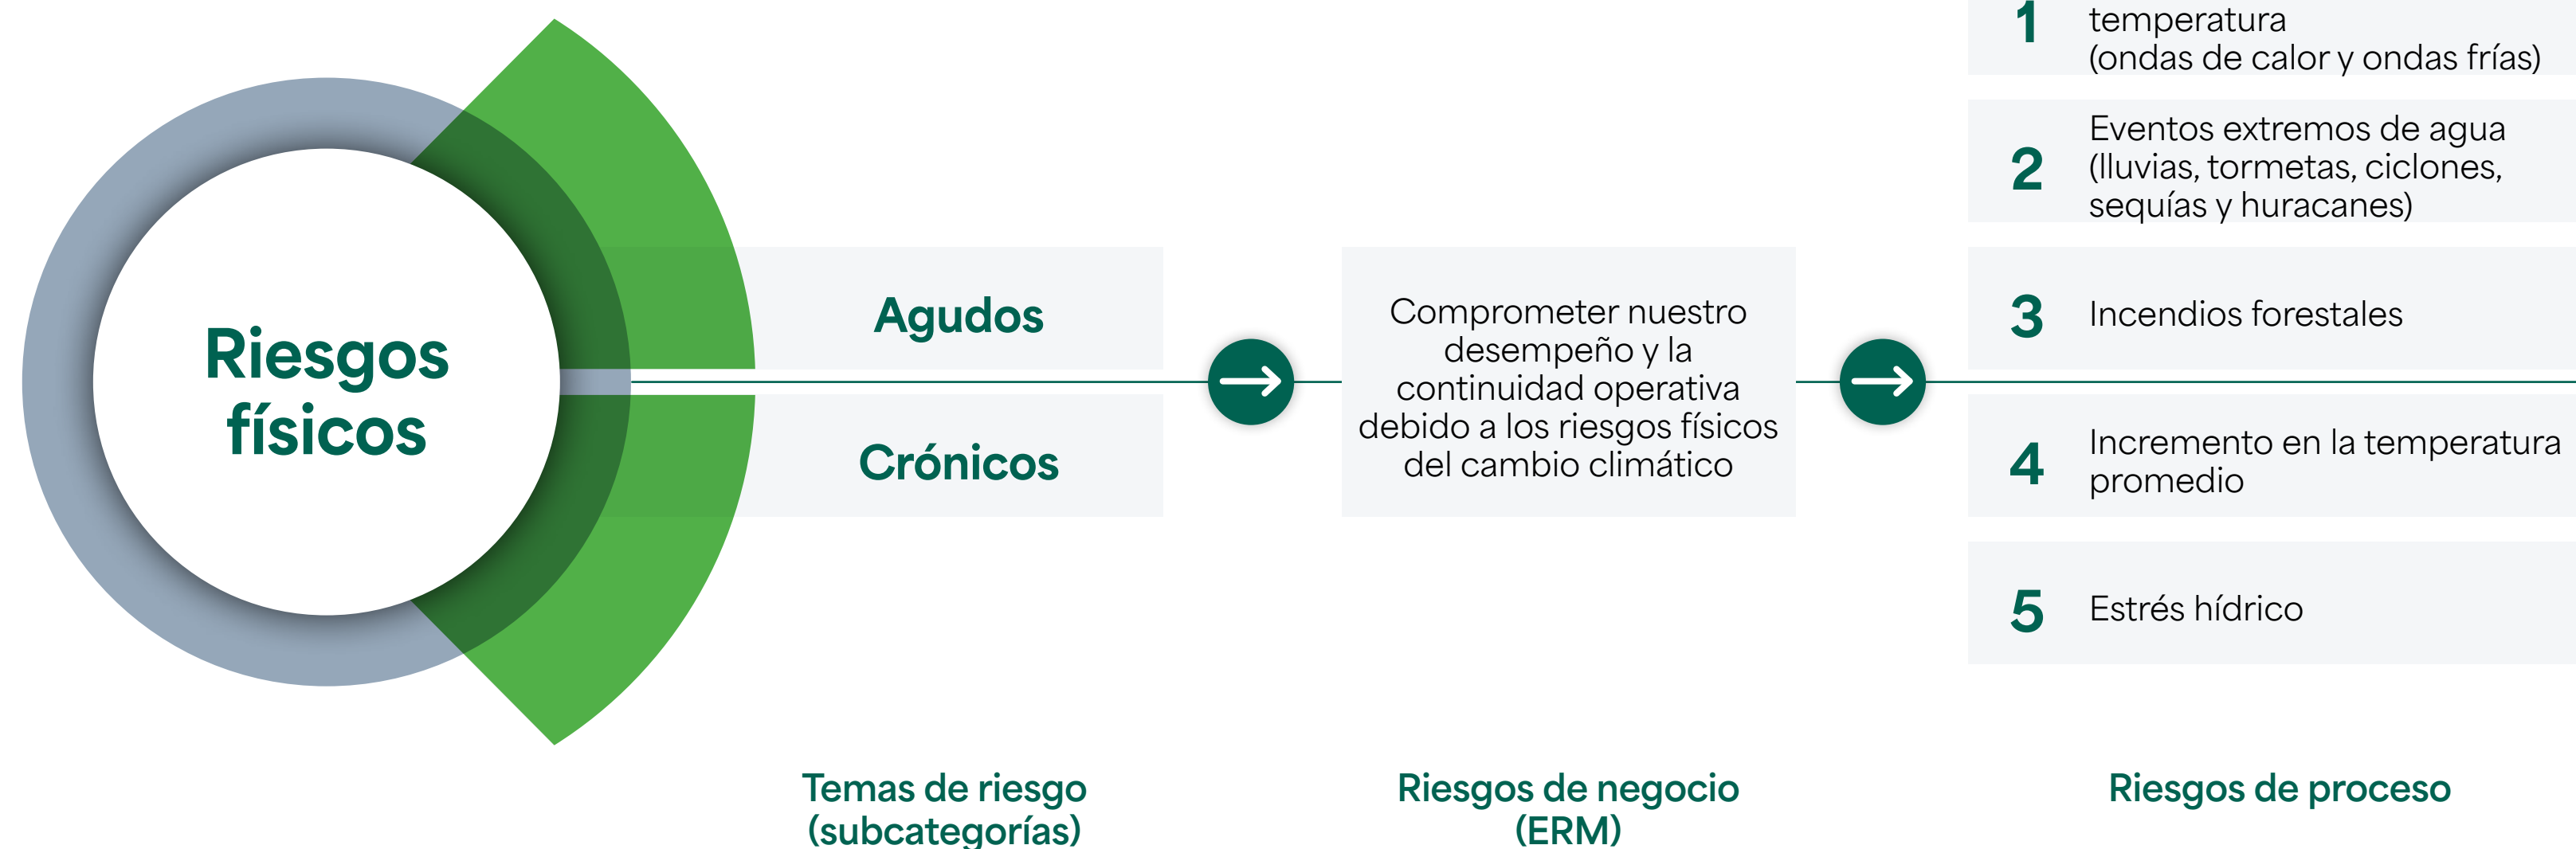 Riesgos
físicos
Agudos
Crónicos
Comprometer nuestro
desempeño y la
continuidad operativa
debido a los riesgos físicos
del cambio climático
1
temperatura
(ondas de calor y ondas frías)
2
Eventos extremos de agua
(lluvias, tormetas, ciclones,
sequías y huracanes)
3
Incendios forestales
4
Incremento en la temperatura
promedio
5
Estrés hídrico
Temas de riesgo
(subcategorías)
Riesgos de negocio
(ERM)
Riesgos de proceso